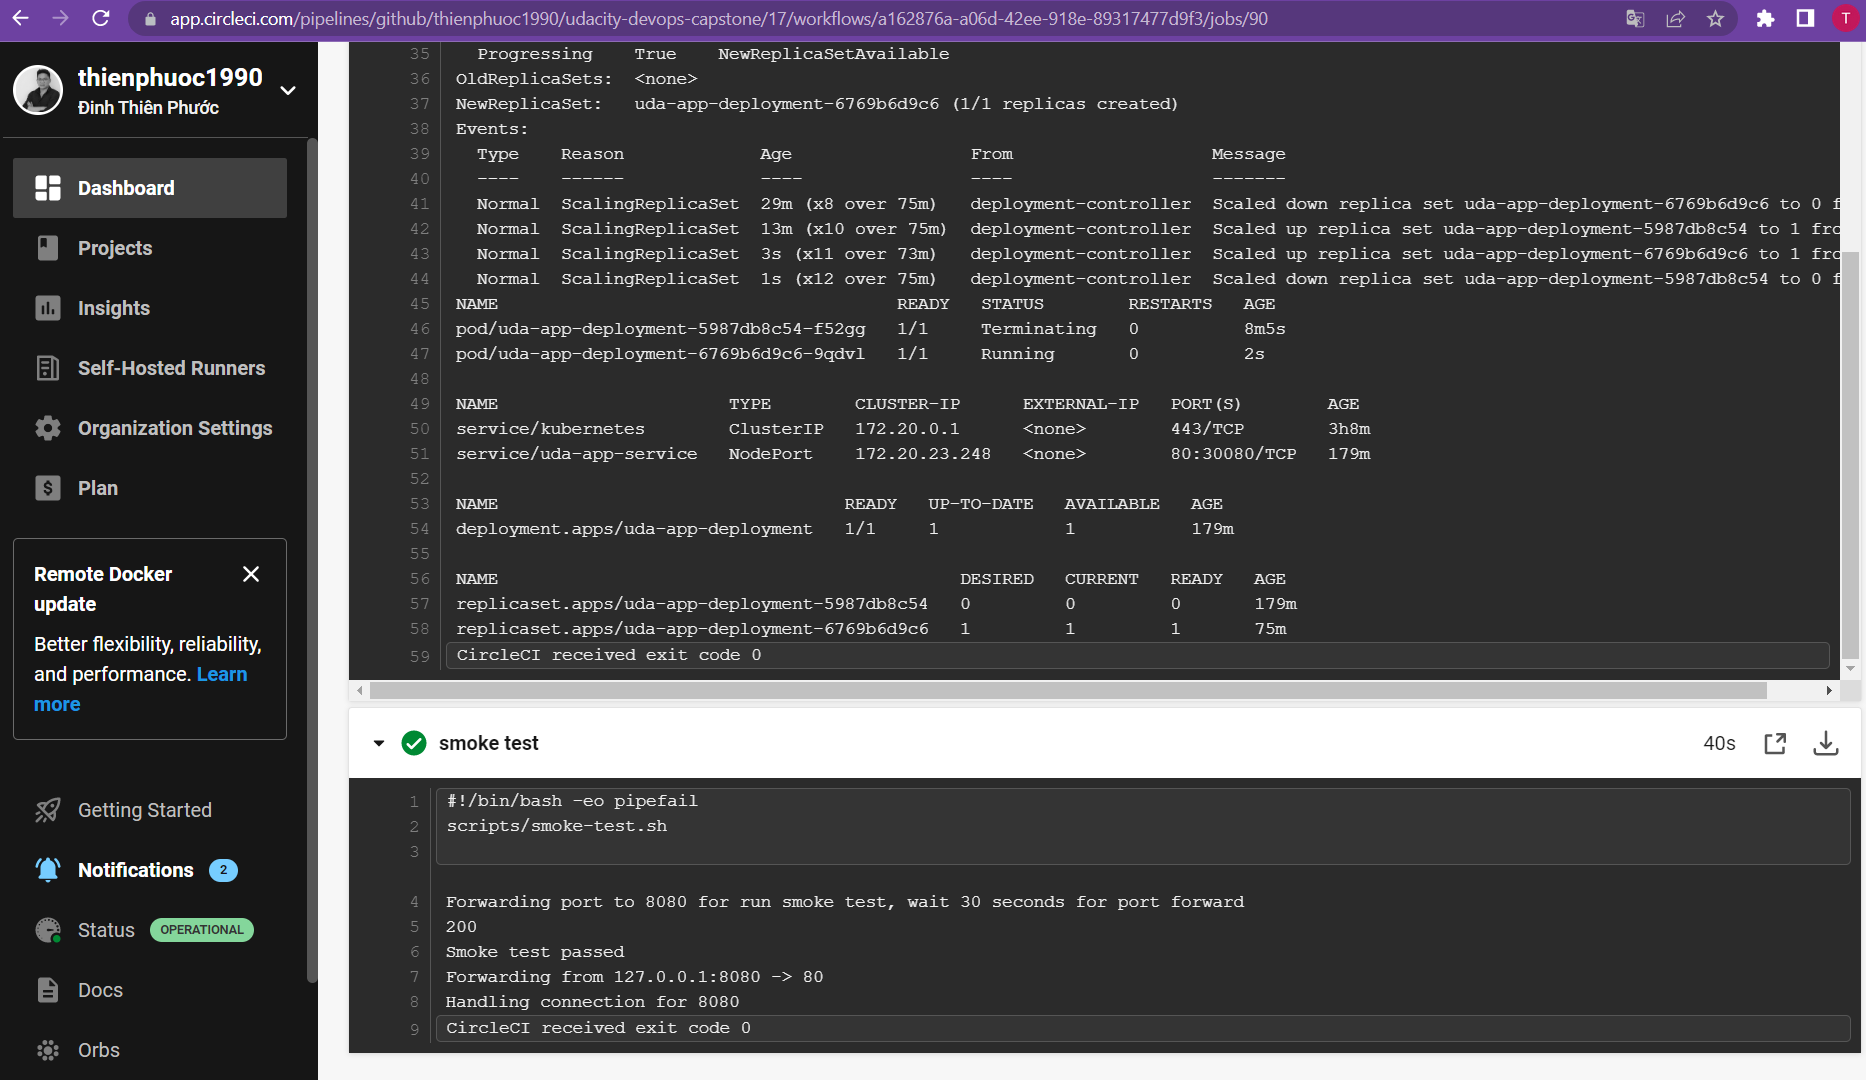 app.circleci.com/pipelines/github/thienphuoc1990/udacity-devops-capstone/17/workflows/a162876a-a06d-42ee-918e-89317477d9f3/jobs/90
T
thienphuoc1990
Đinh Thiên Phước
Dashboard
Projects
Insights
Self-Hosted Runners
Organization Settings
Plan
Remote Docker
update
Better flexibility, reliability,
and performance. Learn
more
Getting Started
Notifications 2
Status OPERATIONAL
Docs
Orbs
35 Progressing True NewReplicaSetAvailable
36 OldReplicaSets: <none>
37 NewReplicaSet: uda-app-deployment-6769b6d9c6 (1/1 replicas created)
38 Events:
39 Type Reason Age From Message
40 ---- ------ ---- ---- -------
41 Normal ScalingReplicaSet 29m (x8 over 75m) deployment-controller Scaled down replica set uda-app-deployment-6769b6d9c6 to 0 f
42 Normal ScalingReplicaSet 13m (x10 over 75m) deployment-controller Scaled up replica set uda-app-deployment-5987db8c54 to 1 fro
43 Normal ScalingReplicaSet 3s (x11 over 73m) deployment-controller Scaled up replica set uda-app-deployment-6769b6d9c6 to 1 fro
44 Normal ScalingReplicaSet 1s (x12 over 75m) deployment-controller Scaled down replica set uda-app-deployment-5987db8c54 to 0 f
45 NAME READY STATUS RESTARTS AGE
46 pod/uda-app-deployment-5987db8c54-f52gg 1/1 Terminating 0 8m5s
47 pod/uda-app-deployment-6769b6d9c6-9qdvl 1/1 Running 0 2s
48
49 NAME TYPE CLUSTER-IP EXTERNAL-IP PORT(S) AGE
50 service/kubernetes ClusterIP 172.20.0.1 <none> 443/TCP 3h8m
51 service/uda-app-service NodePort 172.20.23.248 <none> 80:30080/TCP 179m
52
53 NAME READY UP-TO-DATE AVAILABLE AGE
54 deployment.apps/uda-app-deployment 1/1 1 1 179m
55
56 NAME DESIRED CURRENT READY AGE
57 replicaset.apps/uda-app-deployment-5987db8c54 0 0 0 179m
58 replicaset.apps/uda-app-deployment-6769b6d9c6 1 1 1 75m
59 CircleCI received exit code 0
smoke test 40s
1 #!/bin/bash -eo pipefail
2 scripts/smoke-test.sh
3
4 Forwarding port to 8080 for run smoke test, wait 30 seconds for port forward
5 200
6 Smoke test passed
7 Forwarding from 127.0.0.1:8080 -> 80
8 Handling connection for 8080
9 CircleCI received exit code 0